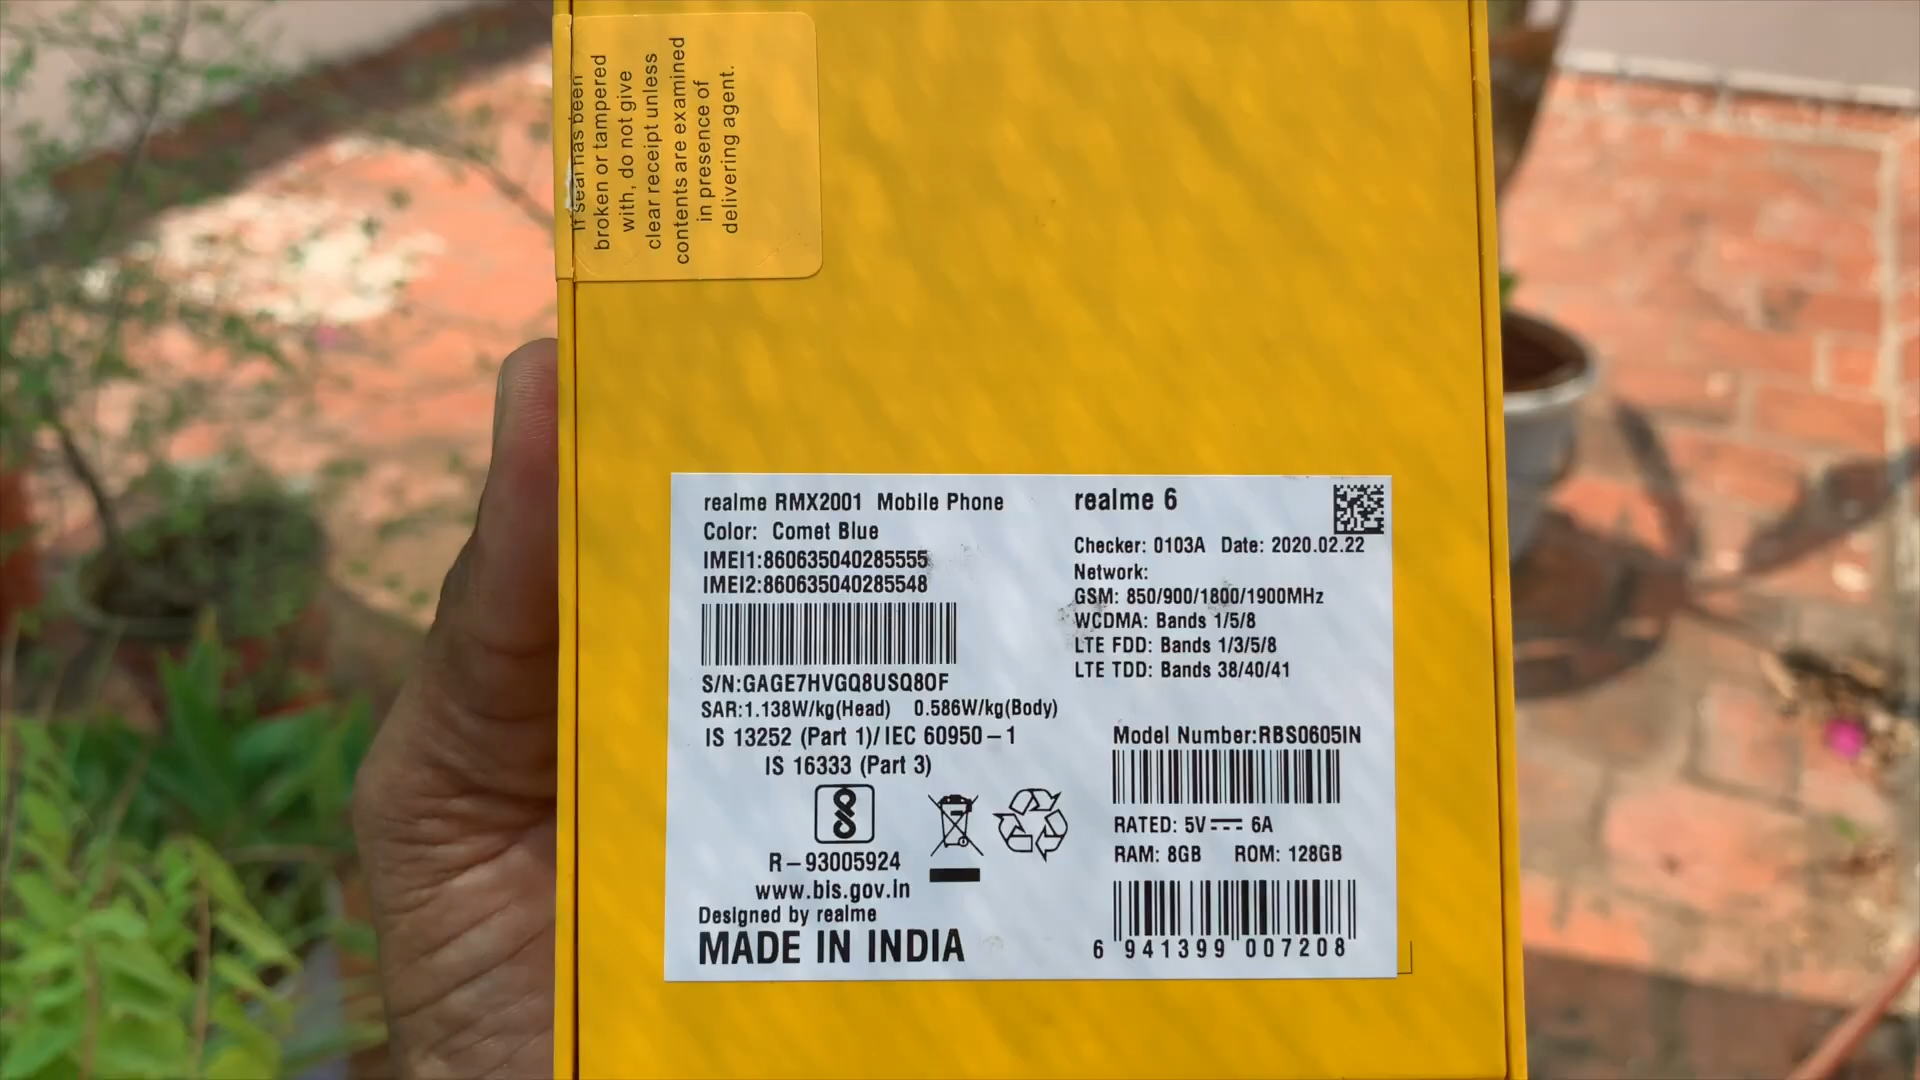 If seal has been
broken or tampered
with, do not give
clear receipt unless
contents are examined
in presence of
delivering agent.
realme RMX2001 Mobile Phone
Color: Comet Blue
IMEI1:860635040285555
IMEI2:860635040285548
S/N:GAGE7HVGQ8USQ8OF
SAR:1.138W/kg(Head) 0.586W/kg(Body)
IS 13252 (Part 1)/ IEC 60950-1
IS 16333 (Part 3)
R-93005924
www.bis.gov.in
Designed by realme
MADE IN INDIA
realme 6
Checker: 0103A Date: 2020.02.22
Network:
GSM: 850/900/1800/1900MHz
WCDMA: Bands 1/5/8
LTE FDD: Bands 1/3/5/8
LTE TDD: Bands 38/40/41
Model Number:RBS0605IN
RATED: 5V⎓ 6A
RAM: 8GB ROM: 128GB
6 941399 007208